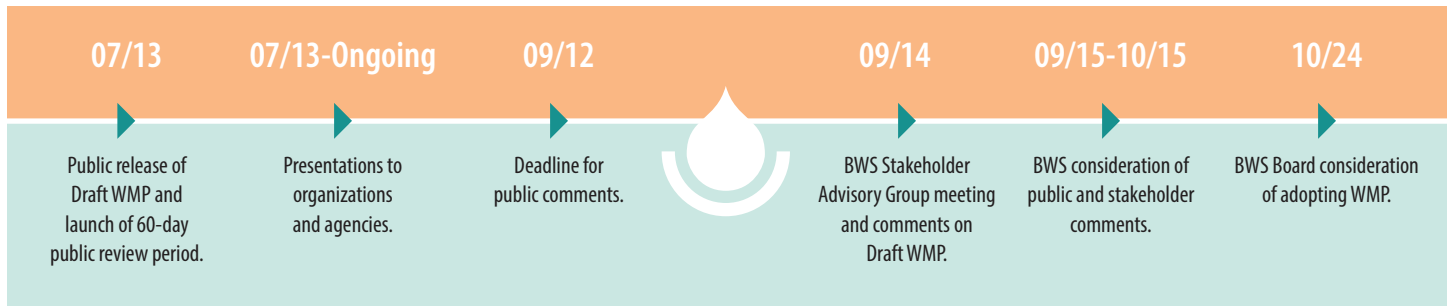 07/13
Public release of
Draft WMP and
launch of 60-day
public review period.
07/13-Ongoing
Presentations to
organizations
and agencies.
09/12
Deadline for
public comments.
09/14
BWS Stakeholder
Advisory Group meeting
and comments on
Draft WMP.
09/15-10/15
BWS consideration of
public and stakeholder
comments.
10/24
BWS Board consideration
of adopting WMP.